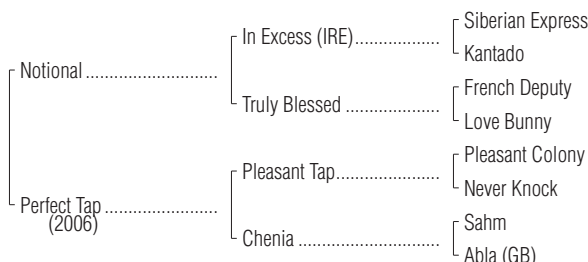 Siberian Express
In Excess (IRE)
Kantado
Notional
French Deputy
Truly Blessed
Love Bunny
Pleasant Colony
Pleasant Tap
Never Knock
Perfect Tap
(2006)
Sahm
Chenia
Abla (GB)